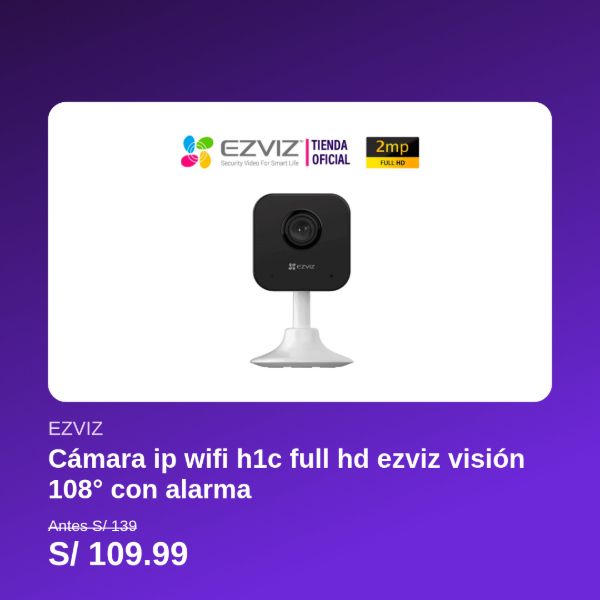 EZVIZ
Security Video For Smart Life
TIENDA
OFICIAL
2mp
FULL HD
EZVIZ
EZVIZ
Cámara ip wifi h1c full hd ezviz visión
108° con alarma
Antes S/ 139
S/ 109.99